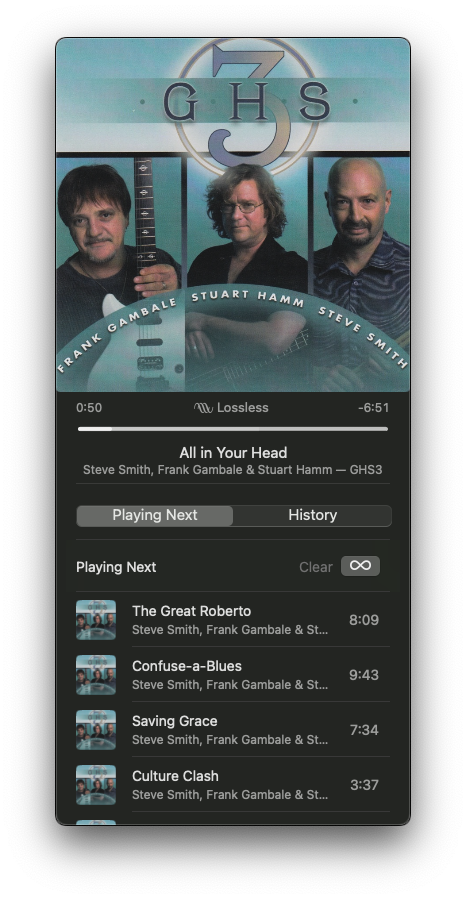 3
G H S
FRANK GAMBALE STUART HAMM STEVE SMITH
0:50 Lossless -6:51
All in Your Head
Steve Smith, Frank Gambale & Stuart Hamm — GHS3
Playing Next History
Playing Next Clear
The Great Roberto 8:09
Steve Smith, Frank Gambale & St...
Confuse-a-Blues 9:43
Steve Smith, Frank Gambale & St...
Saving Grace 7:34
Steve Smith, Frank Gambale & St...
Culture Clash 3:37
Steve Smith, Frank Gambale & St...